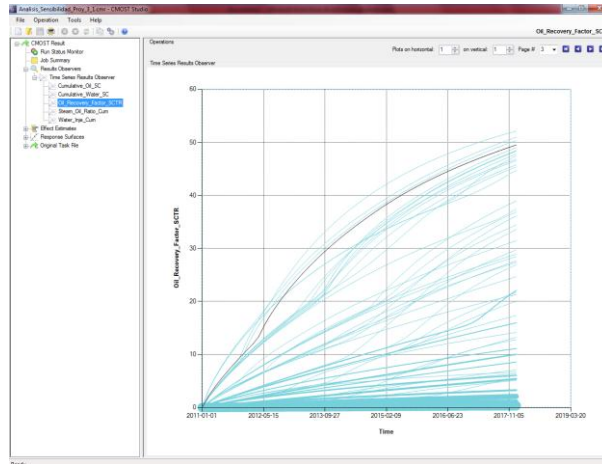 Analisis_Sensibilidad_Proy_3_1.cmr - CMOST Studio
File Operation Tools Help
Oil_Recovery_Factor_SC
CMOST Result
Run Status Monitor
Job Summary
Results Observers
Time Series Results Observer
Cumulative_Oil_SC
Cumulative_Water_SC
Oil_Recovery_Factor_SCTR
Steam_Oil_Ratio_Cum
Water_Inje_Cum
Effect Estimates
Response Surfaces
Original Task File
Operations
Plots on horizontal: 1 on vertical: 1 Page # 3
Time Series Results Observer
60
50
40
30
20
10
0
Oil_Recovery_Factor_SCTR
2011-01-01 2012-05-15 2013-09-27 2015-02-09 2016-06-23 2017-11-05 2019-03-20
Time